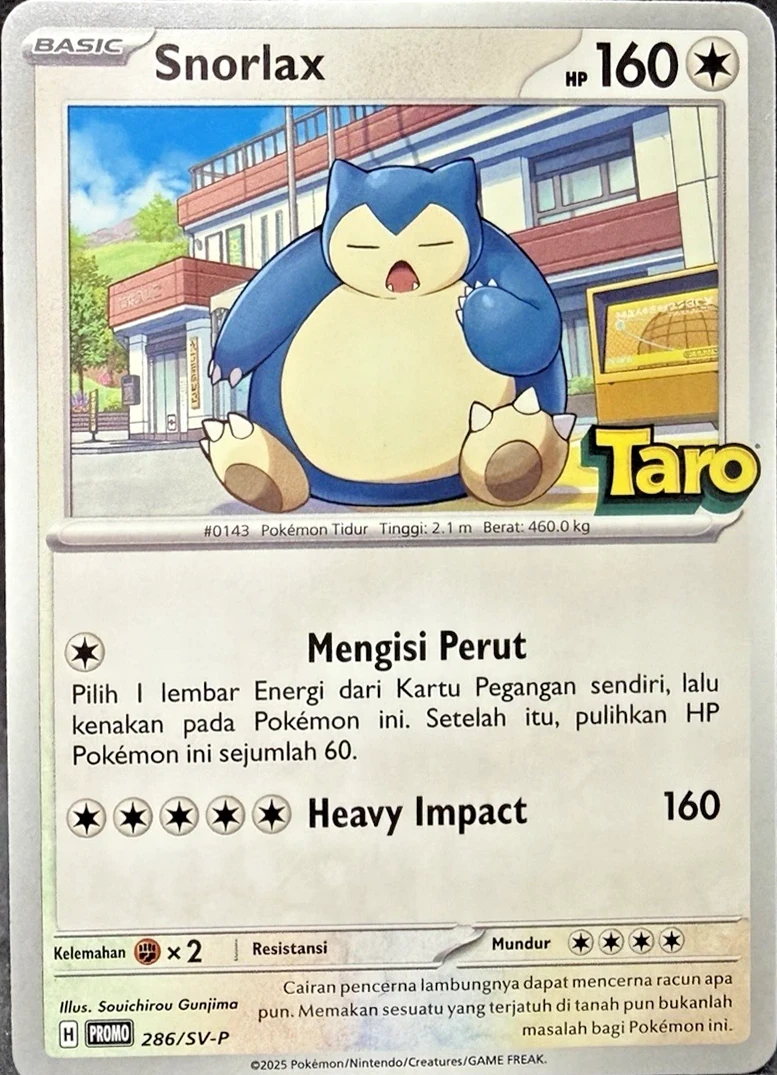 BASIC
Snorlax
HP 160
Taro
#0143 Pokémon Tidur Tinggi: 2.1 m Berat: 460.0 kg
Mengisi Perut
Pilih 1 lembar Energi dari Kartu Pegangan sendiri, lalu
kenakan pada Pokémon ini. Setelah itu, pulihkan HP
Pokémon ini sejumlah 60.
Heavy Impact 160
Kelemahan ×2 Resistansi Mundur
Cairan pencerna lambungnya dapat mencerna racun apa
pun. Memakan sesuatu yang terjatuh di tanah pun bukanlah
masalah bagi Pokémon ini.
Illus. Souichirou Gunjima
H PROMO 286/SV-P
©2025 Pokémon/Nintendo/Creatures/GAME FREAK.